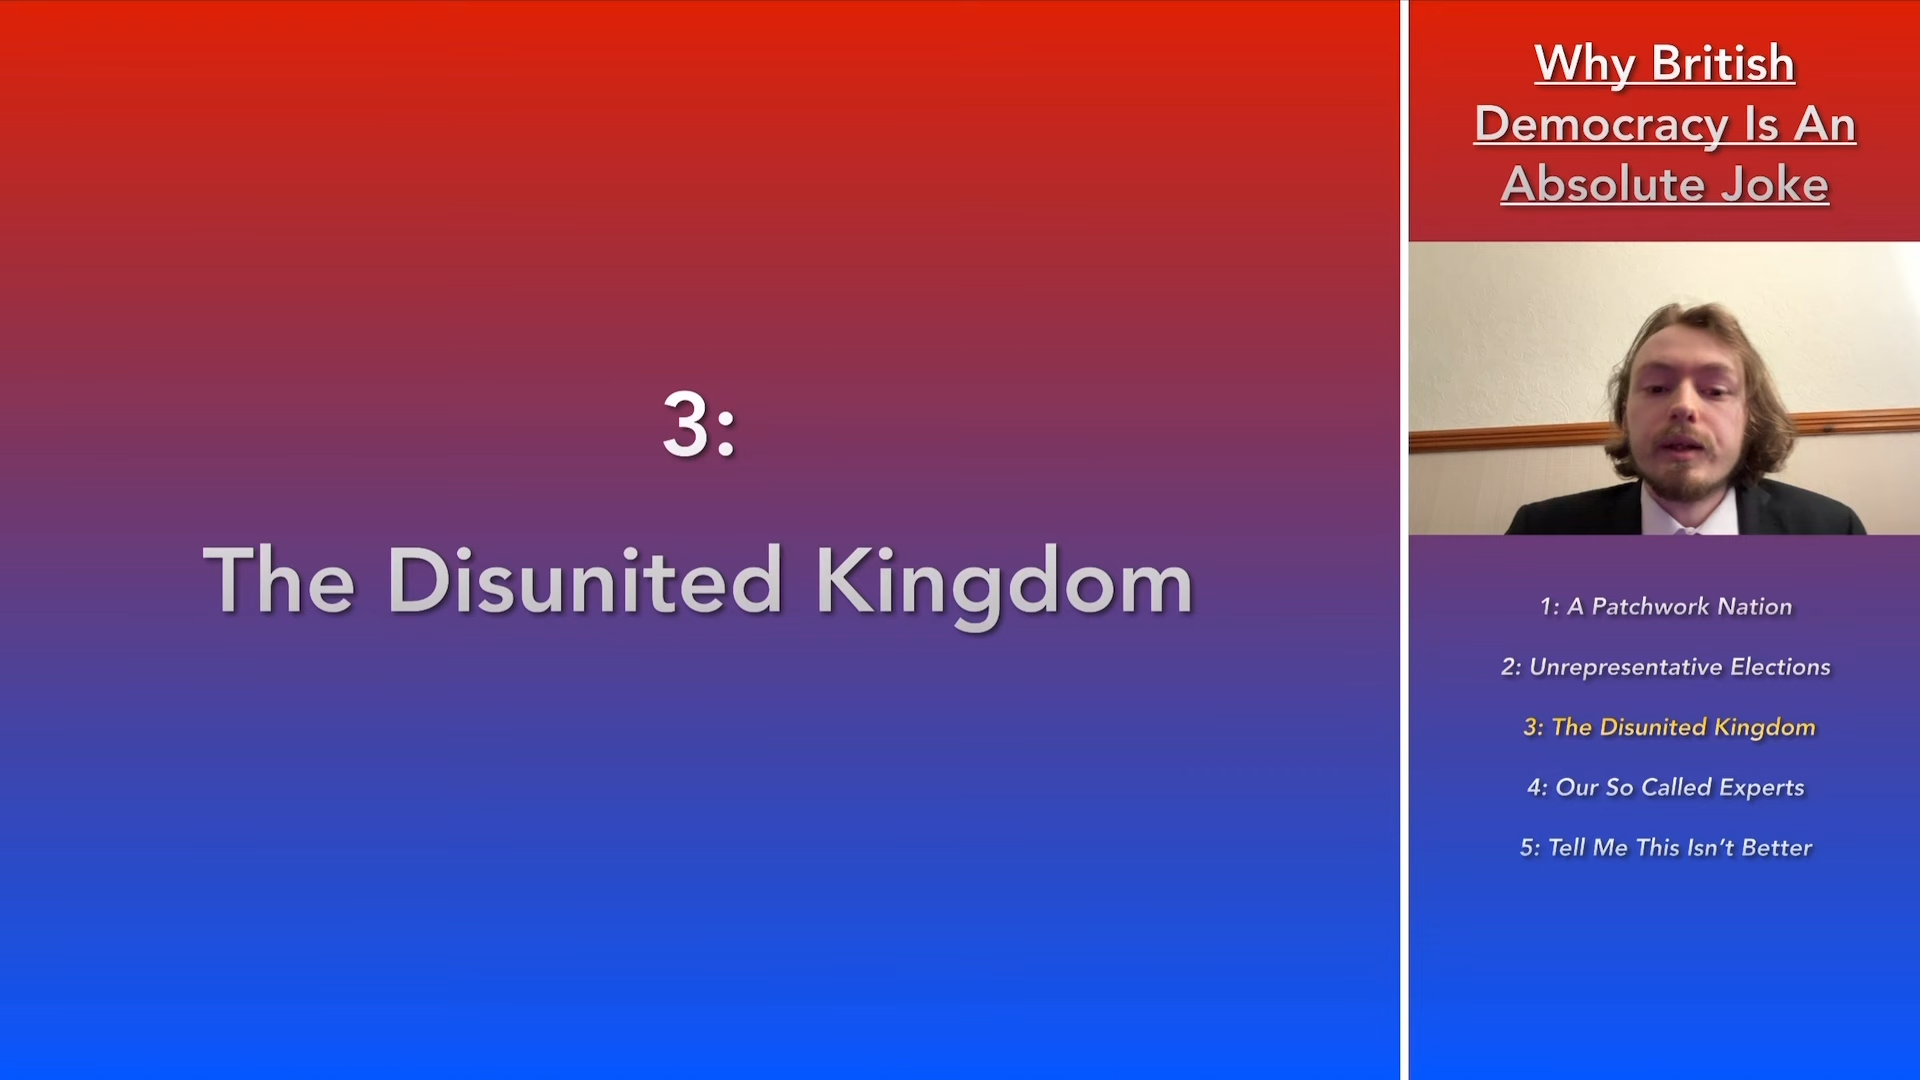 3:
The Disunited Kingdom
Why British
Democracy Is An
Absolute Joke
1: A Patchwork Nation
2: Unrepresentative Elections
3: The Disunited Kingdom
4: Our So Called Experts
5: Tell Me This Isn’t Better